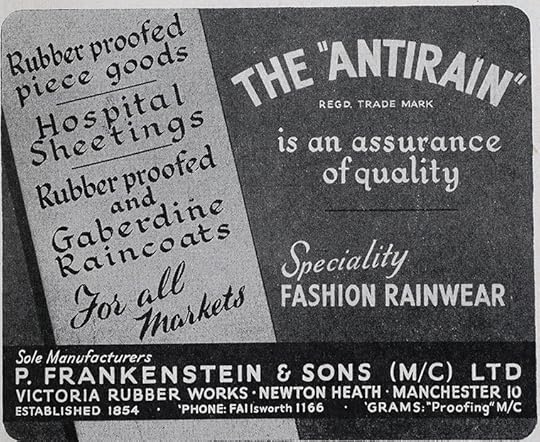 Rubber proofed
piece goods
Hospital
Sheetings
Rubber proofed
and
Gaberdine
Raincoats
For all
Markets
THE "ANTIRAIN"
REGD. TRADE MARK
is an assurance
of quality
Speciality
FASHION RAINWEAR
Sole Manufacturers
P. FRANKENSTEIN & SONS (M/C) LTD
VICTORIA RUBBER WORKS · NEWTON HEATH · MANCHESTER 10
ESTABLISHED 1854 · 'PHONE: FAIlsworth 1166 · 'GRAMS: "Proofing" M/C